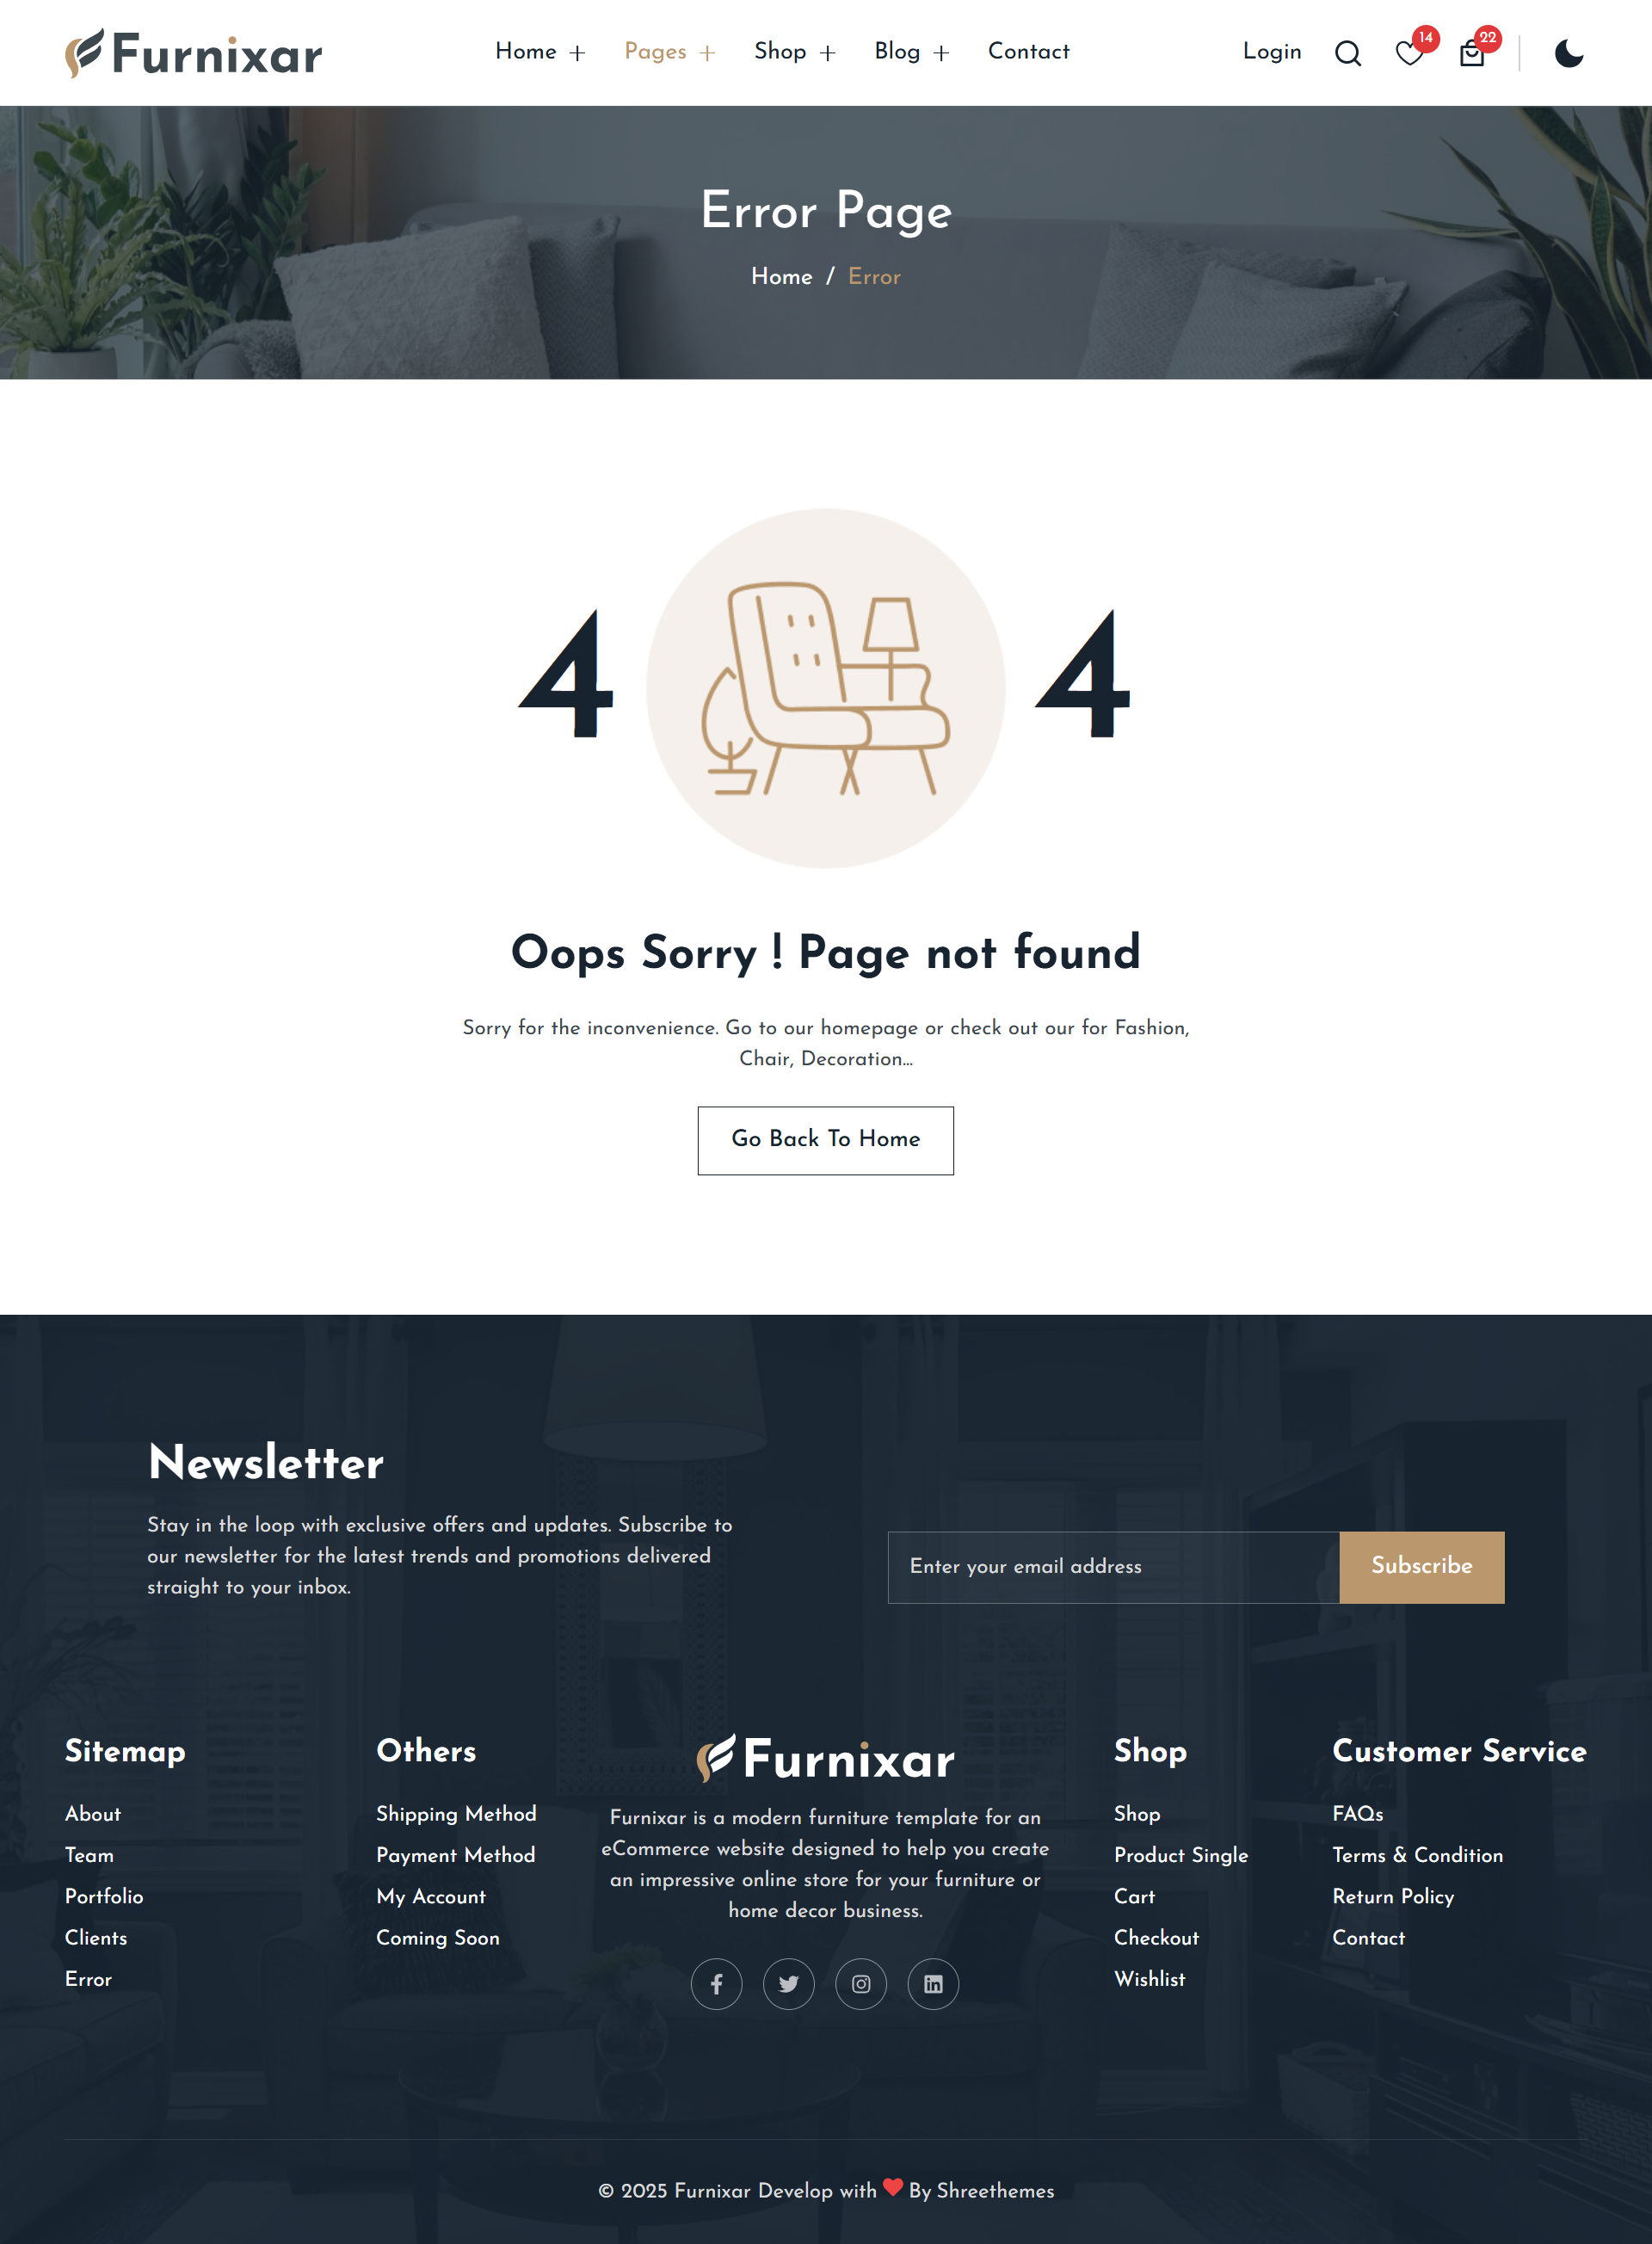 Furnixar
Home
Pages
Shop
Blog
Contact
Login
14
22
Error Page
Home / Error
4 4
Oops Sorry ! Page not found
Sorry for the inconvenience. Go to our homepage or check out our for Fashion,
Chair, Decoration...
Go Back To Home
Newsletter
Stay in the loop with exclusive offers and updates. Subscribe to
our newsletter for the latest trends and promotions delivered
straight to your inbox.
Enter your email address
Subscribe
Sitemap
About
Team
Portfolio
Clients
Error
Others
Shipping Method
Payment Method
My Account
Coming Soon
Furnixar
Furnixar is a modern furniture template for an
eCommerce website designed to help you create
an impressive online store for your furniture or
home decor business.
Shop
Shop
Product Single
Cart
Checkout
Wishlist
Customer Service
FAQs
Terms & Condition
Return Policy
Contact
© 2025 Furnixar Develop with ❤ By Shreethemes